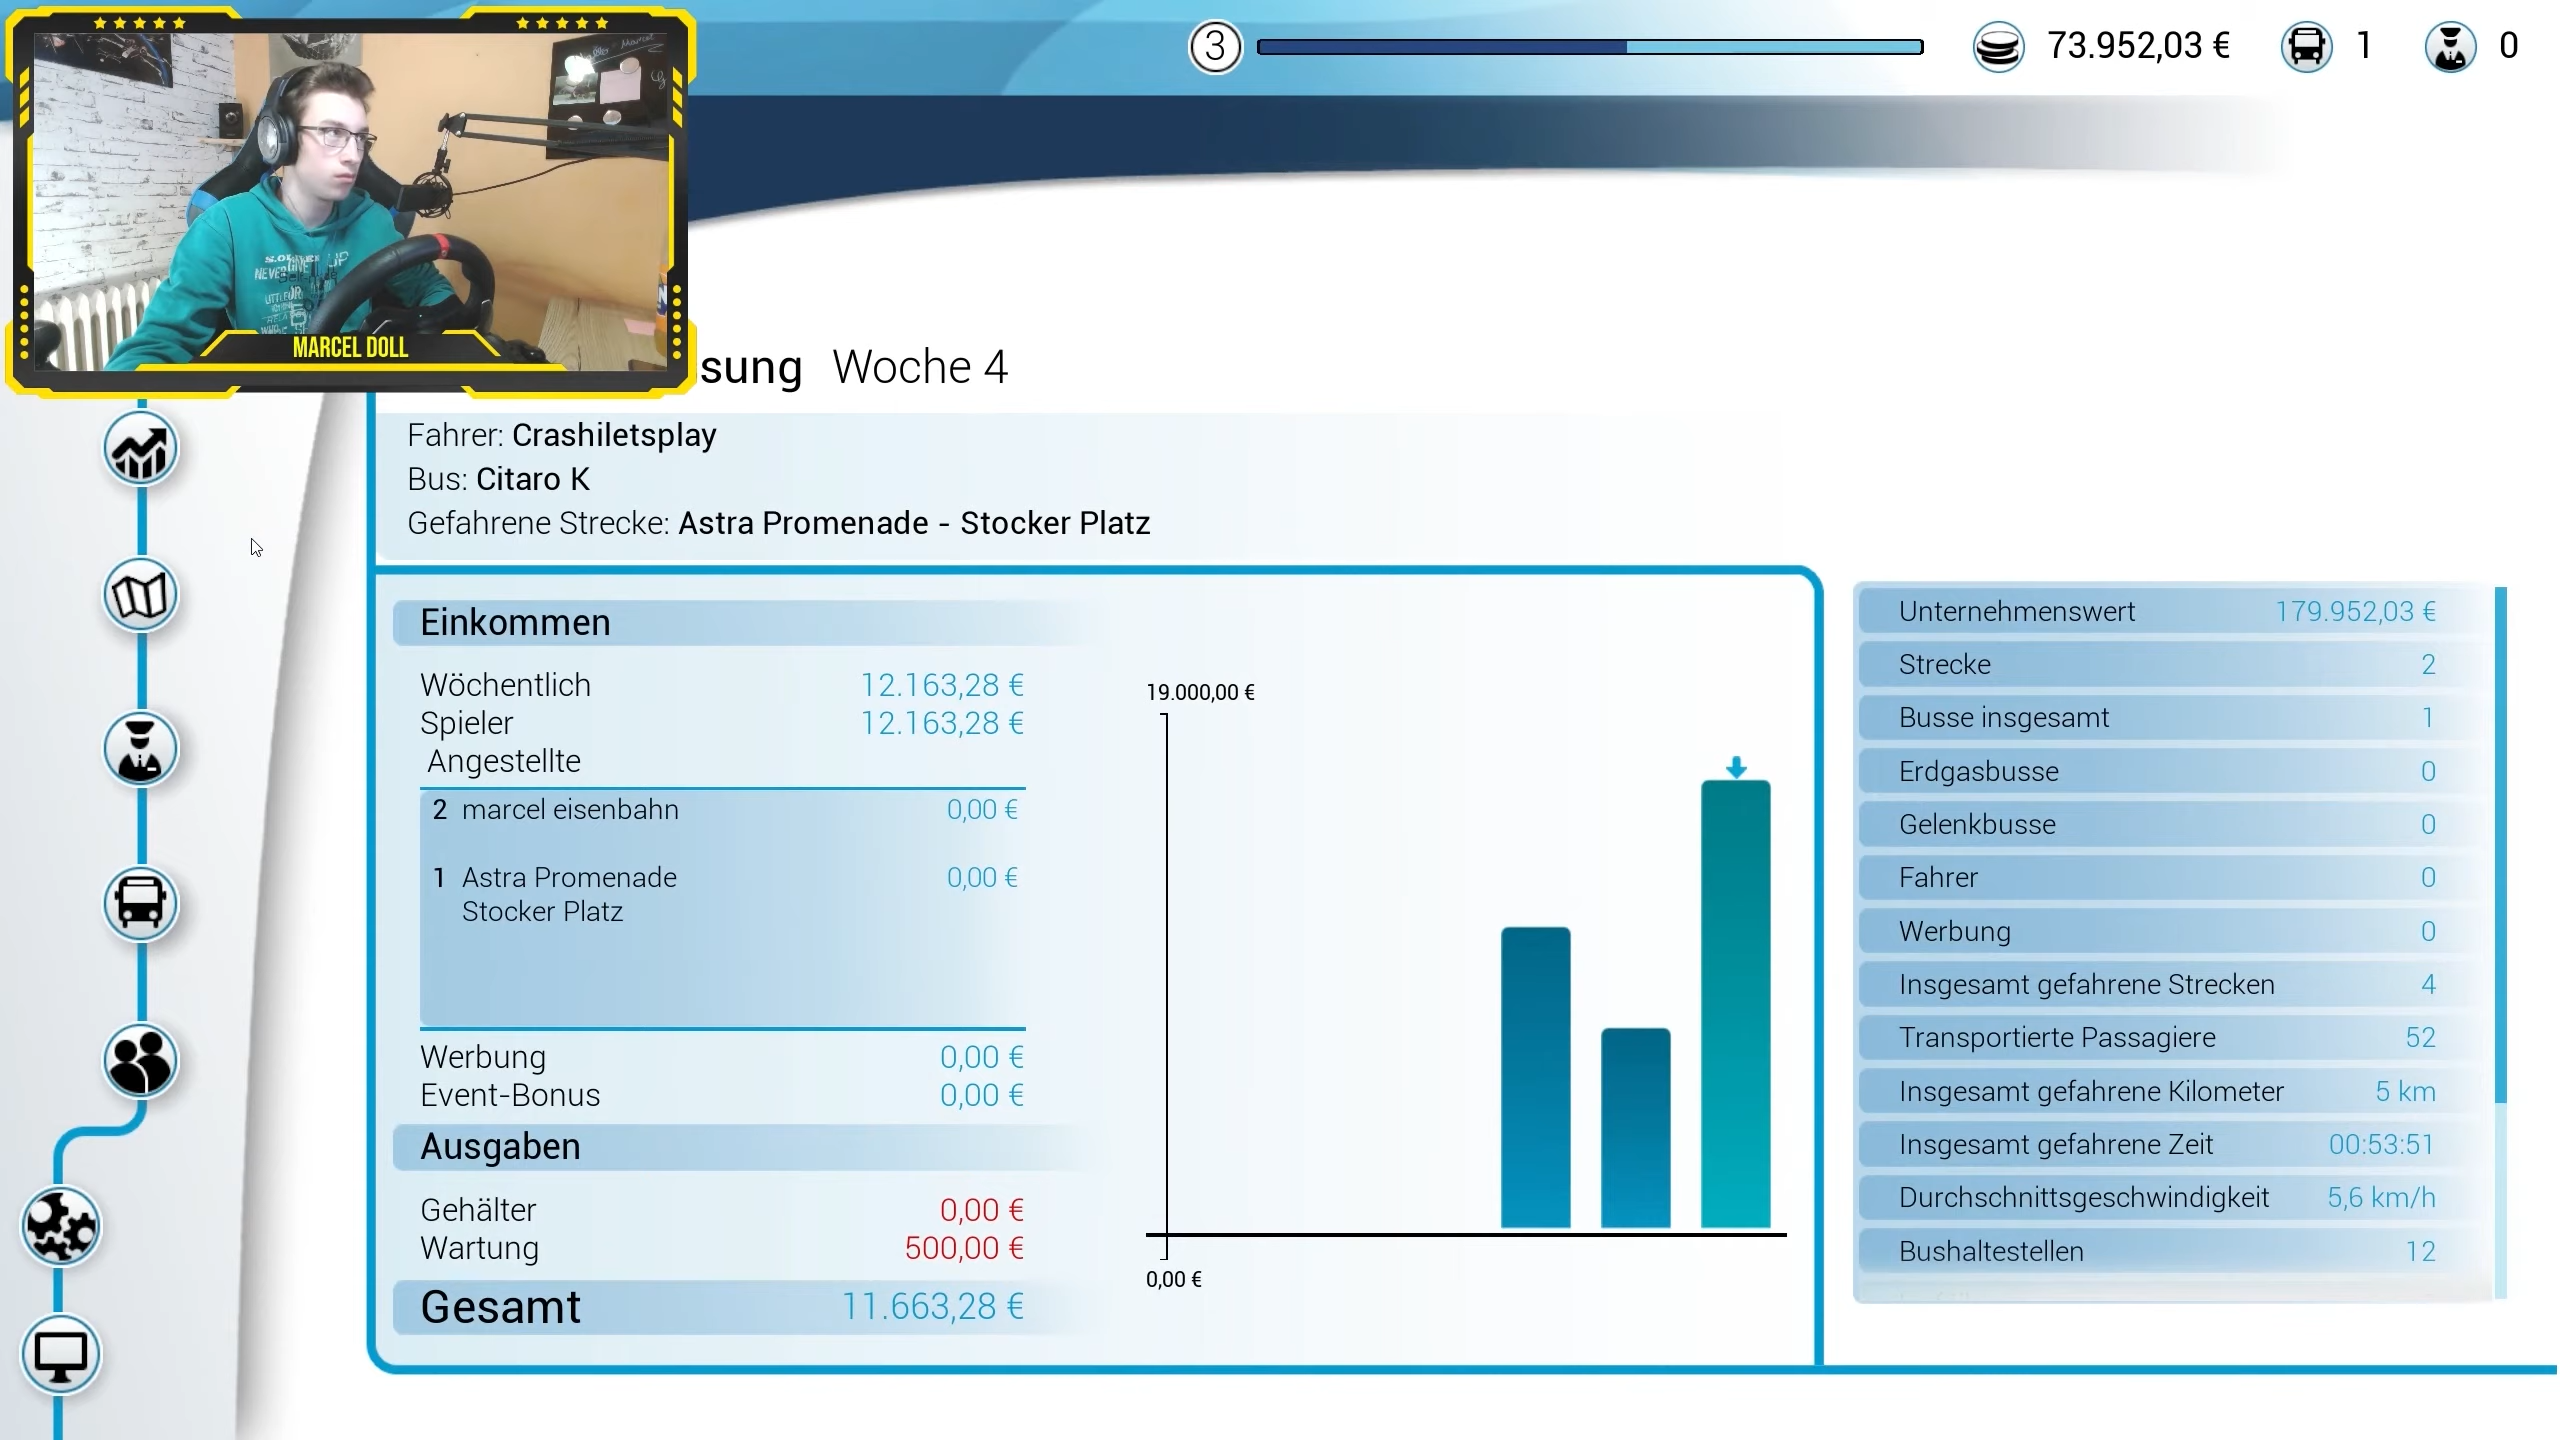 3
73.952,03 €
1
0
MARCEL DOLL
sung Woche 4
Fahrer: Crashiletsplay
Bus: Citaro K
Gefahrene Strecke: Astra Promenade - Stocker Platz
Einkommen
Wöchentlich 12.163,28 €
Spieler 12.163,28 €
Angestellte
2 marcel eisenbahn 0,00 €
1 Astra Promenade 0,00 €
Stocker Platz
Werbung 0,00 €
Event-Bonus 0,00 €
Ausgaben
Gehälter 0,00 €
Wartung 500,00 €
Gesamt 11.663,28 €
19.000,00 €
0,00 €
Unternehmenswert 179.952,03 €
Strecke 2
Busse insgesamt 1
Erdgasbusse 0
Gelenkbusse 0
Fahrer 0
Werbung 0
Insgesamt gefahrene Strecken 4
Transportierte Passagiere 52
Insgesamt gefahrene Kilometer 5 km
Insgesamt gefahrene Zeit 00:53:51
Durchschnittsgeschwindigkeit 5,6 km/h
Bushaltestellen 12